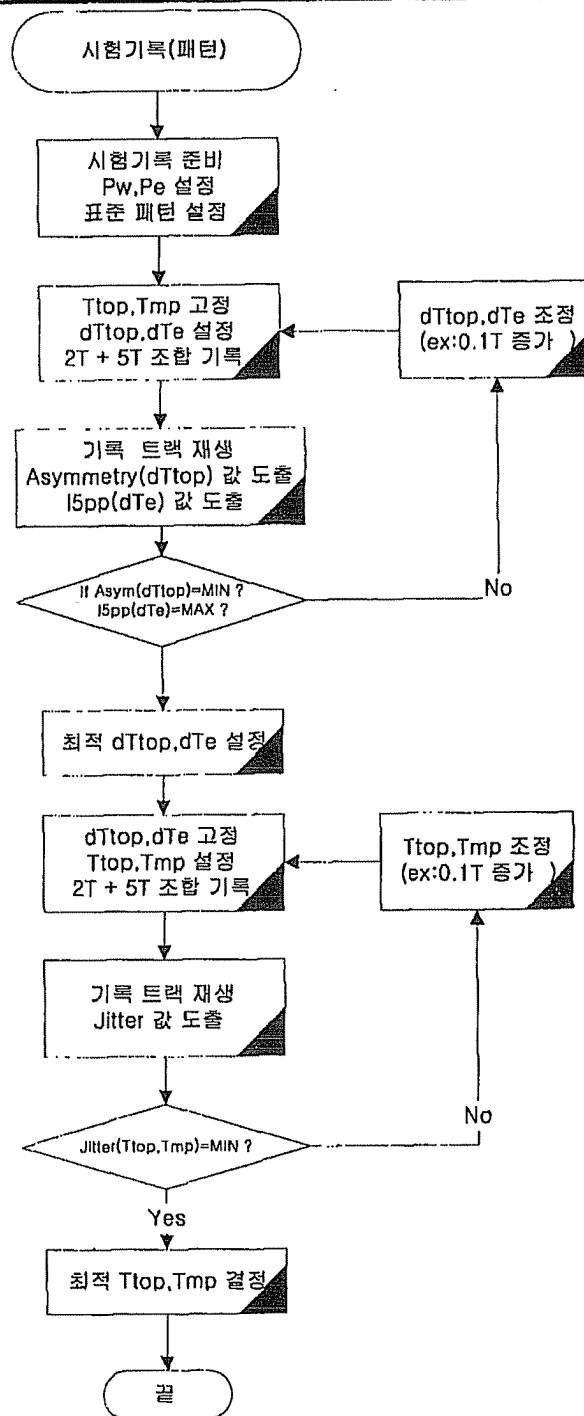 시험기록(패턴)
시험기록 준비
Pw,Pe 설정
표준 패턴 설정
Ttop,Tmp 고정
dTtop,dTe 설정
2T + 5T 조합 기록
dTtop,dTe 조정
(ex:0.1T 증가 )
기록 트랙 재생
Asymmetry(dTtop) 값 도출
I5pp(dTe) 값 도출
If Asym(dTtop)=MIN ?
I5pp(dTe)=MAX ?
No
최적 dTtop,dTe 설정
dTtop,dTe 고정
Ttop,Tmp 설정
2T + 5T 조합 기록
Ttop,Tmp 조정
(ex:0.1T 증가 )
기록 트랙 재생
Jitter 값 도출
Jitter(Ttop,Tmp)=MIN ?
No
Yes
최적 Ttop,Tmp 결정
끝